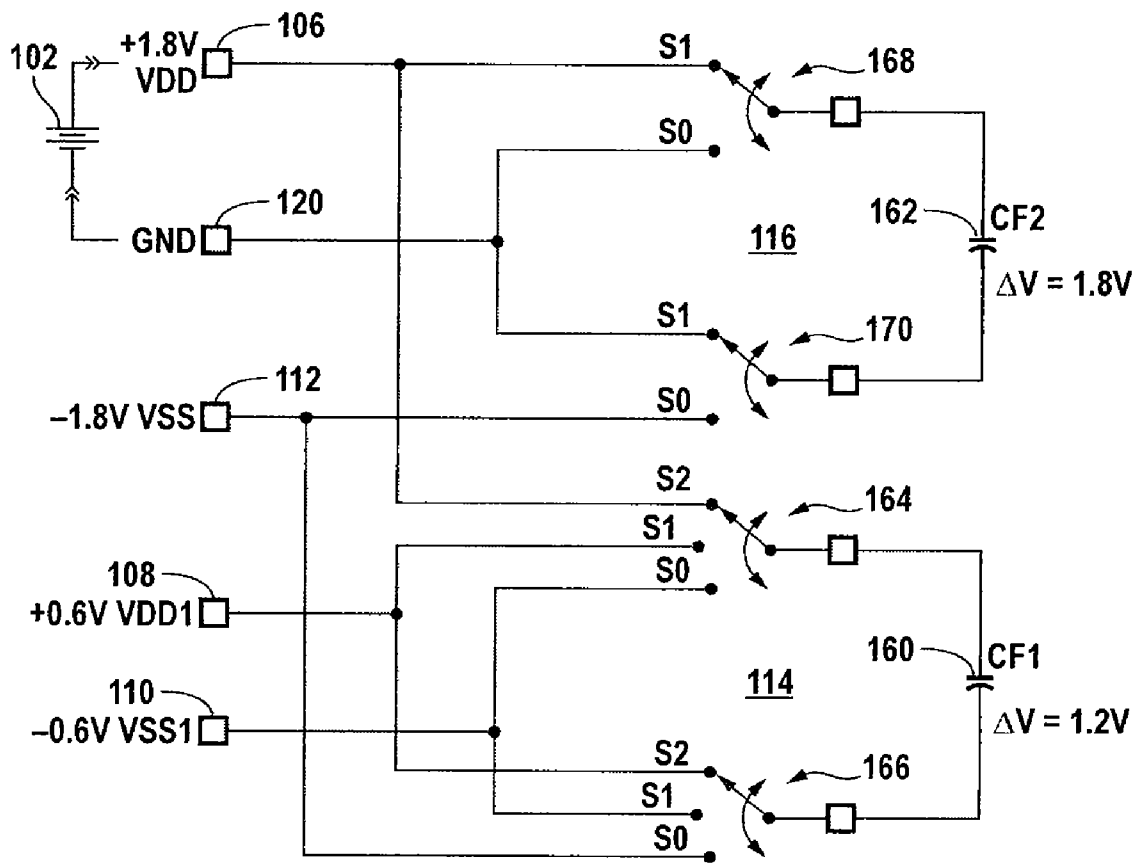 102
+1.8V
VDD
106
S1
168
S0
120
GND
116
162
CF2
ΔV = 1.8V
S1
170
112
–1.8V VSS
S0
S2
164
S1
108
S0
+0.6V VDD1
160
CF1
114
110
–0.6V VSS1
ΔV = 1.2V
S2
166
S1
S0